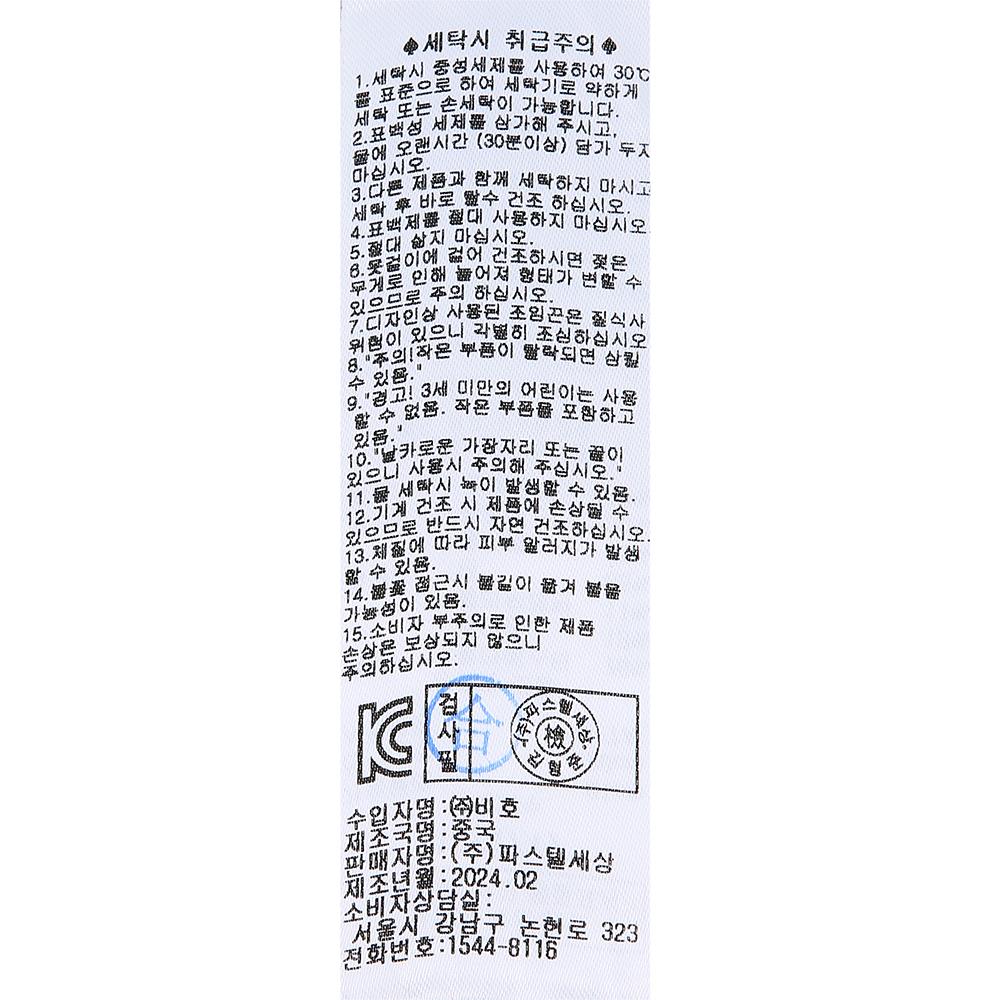 ♠세탁시 취급주의♠
1.세탁시 중성세제를 사용하여 30℃
를 표준으로 하여 세탁기로 약하게
세탁 또는 손세탁이 가능합니다.
2.표백성 세제를 삼가해 주시고,
물에 오랜시간 (30분이상) 담가 두지
마십시오.
3.다른 제품과 함께 세탁하지 마시고
세탁 후 바로 탈수 건조 하십시오.
4.표백제를 절대 사용하지 마십시오
5.절대 삶지 마십시오.
6.옷걸이에 걸어 건조하시면 젖은
무게로 인해 늘어져 형태가 변할 수
있으므로 주의 하십시오.
7.디자인상 사용된 조임끈은 질식사
위험이 있으니 각별히 조심하십시오
8."주의!작은 부품이 탈락되면 삼킬
수 있음."
9."경고! 3세 미만의 어린이는 사용
할 수 없음. 작은 부품을 포함하고
있음."
10."날카로운 가장자리 또는 끝이
있으니 사용시 주의해 주십시오."
11.물 세탁시 녹이 발생할 수 있음.
12.기계 건조 시 제품에 손상될 수
있으므로 반드시 자연 건조하십시오.
13.체질에 따라 피부 알러지가 발생
할 수 있음.
14.불꽃 접근시 불길이 옮겨 붙을
가능성이 있음.
15.소비자 부주의로 인한 제품
손상은 보상되지 않으니
주의하십시오.
KC
검사필
合
(주)파스텔세상
檢
수입자명:㈜비호
제조국명:중국
판매자명:(주)파스텔세상
제조년월:2024.02
소비자상담실:
서울시 강남구 논현로 323
전화번호:1544-8116